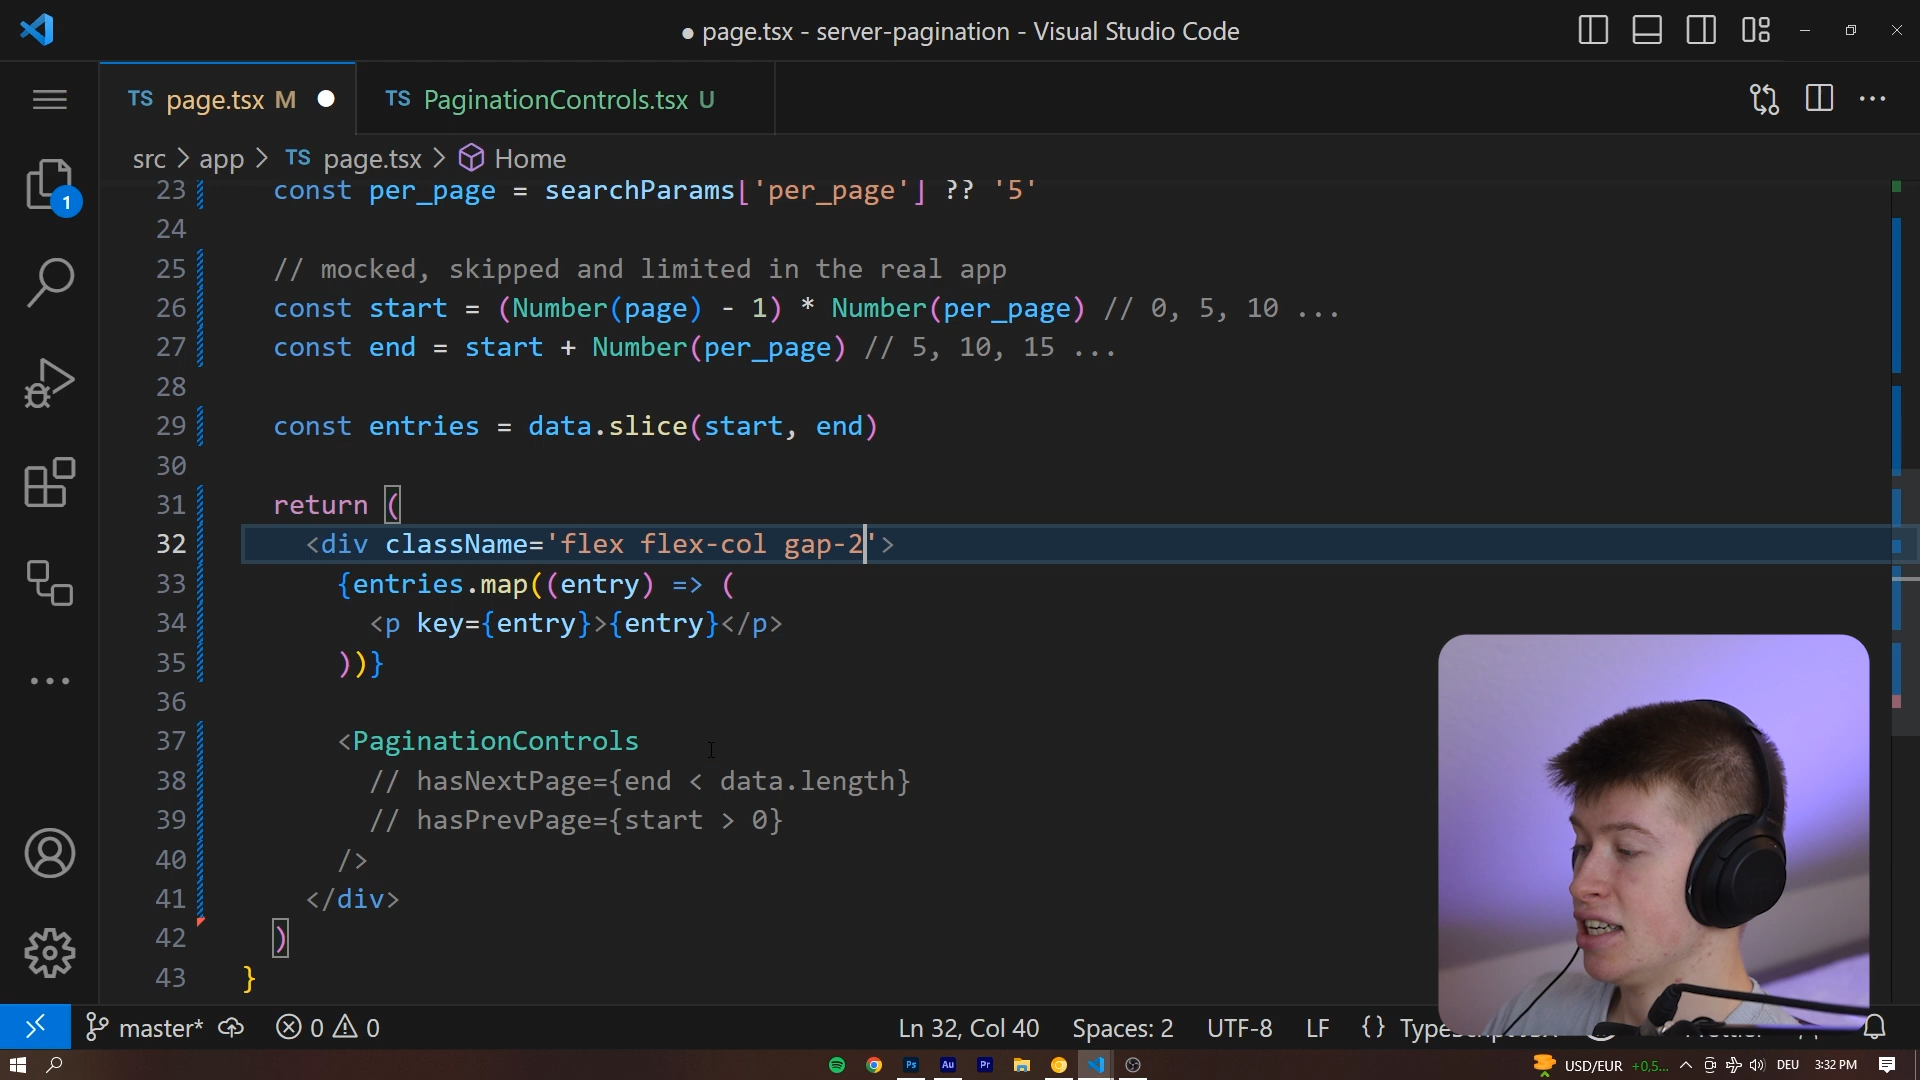 ● page.tsx - server-pagination - Visual Studio Code
TS page.tsx M ●
TS PaginationControls.tsx U
src > app > TS page.tsx > Home
23 const per_page = searchParams['per_page'] ?? '5'
24
25 // mocked, skipped and limited in the real app
26 const start = (Number(page) - 1) * Number(per_page) // 0, 5, 10 ...
27 const end = start + Number(per_page) // 5, 10, 15 ...
28
29 const entries = data.slice(start, end)
30
31 return (
32 <div className='flex flex-col gap-2'>
33 {entries.map((entry) => (
34 <p key={entry}>{entry}</p>
35 ))}
36
37 <PaginationControls
38 // hasNextPage={end < data.length}
39 // hasPrevPage={start > 0}
40 />
41 </div>
42 )
43 }
1
master* 0 0 Ln 32, Col 40 Spaces: 2 UTF-8 LF {}
Ps Au Pr USD/EUR +0,5... DEU 3:32 PM